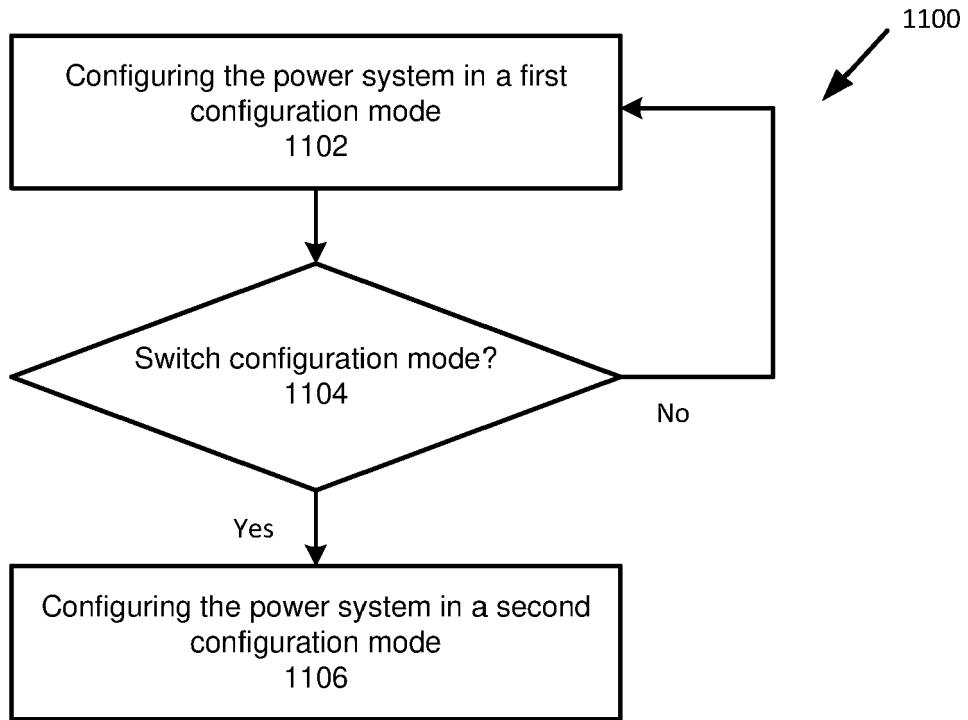 1100
Configuring the power system in a first
configuration mode
1102
Switch configuration mode?
1104
No
Yes
Configuring the power system in a second
configuration mode
1106